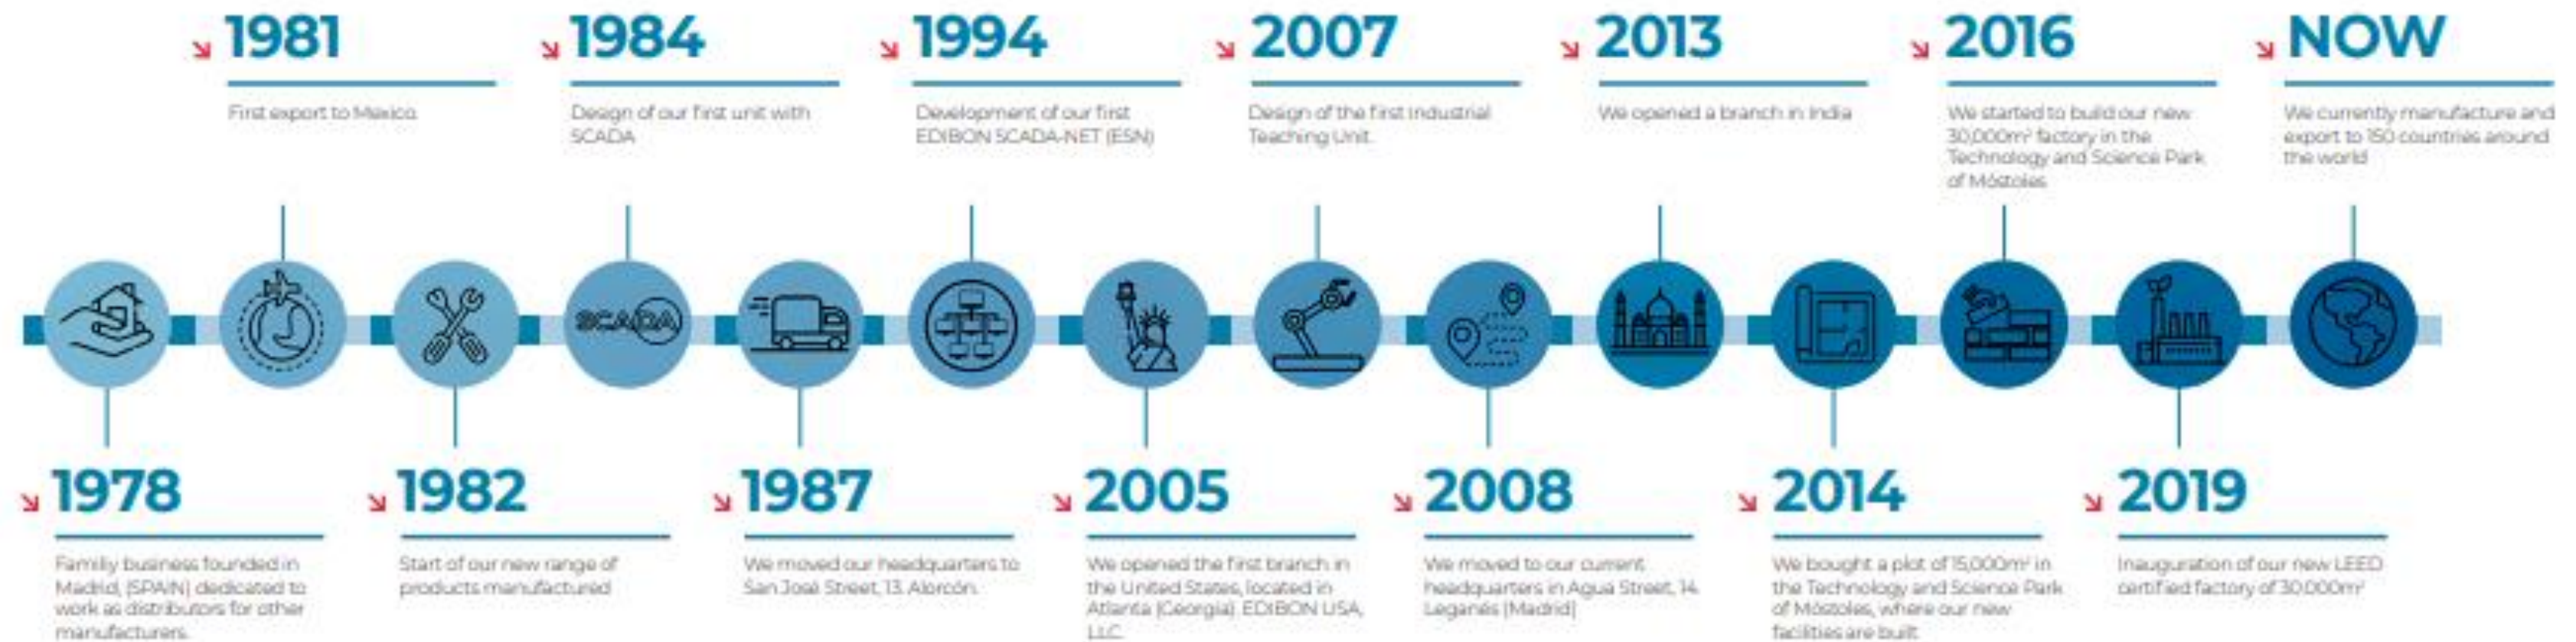 1981
First export to Mexico.
1984
Design of our first unit with
SCADA
1994
Development of our first
EDIBON SCADA-NET (ESN)
2007
Design of the first Industrial
Teaching Unit.
2013
We opened a branch in India
2016
We started to build our new
30,000m² factory in the
Technology and Science Park
of Móstoles.
NOW
We currently manufacture and
export to 150 countries around
the world
SCADA
1978
Family business founded in
Madrid, (SPAIN) dedicated to
work as distributors for other
manufacturers.
1982
Start of our new range of
products manufactured
1987
We moved our headquarters to
San José Street, 13. Alorcón.
2005
We opened the first branch in
the United States, located in
Atlanta (Georgia). EDIBON USA,
LLC.
2008
We moved to our current
headquarters in Agua Street, 14.
Leganés (Madrid)
2014
We bought a plot of 15,000m² in
the Technology and Science Park
of Móstoles, where our new
facilities are built.
2019
Inauguration of our new LEED
certified factory of 30,000m²